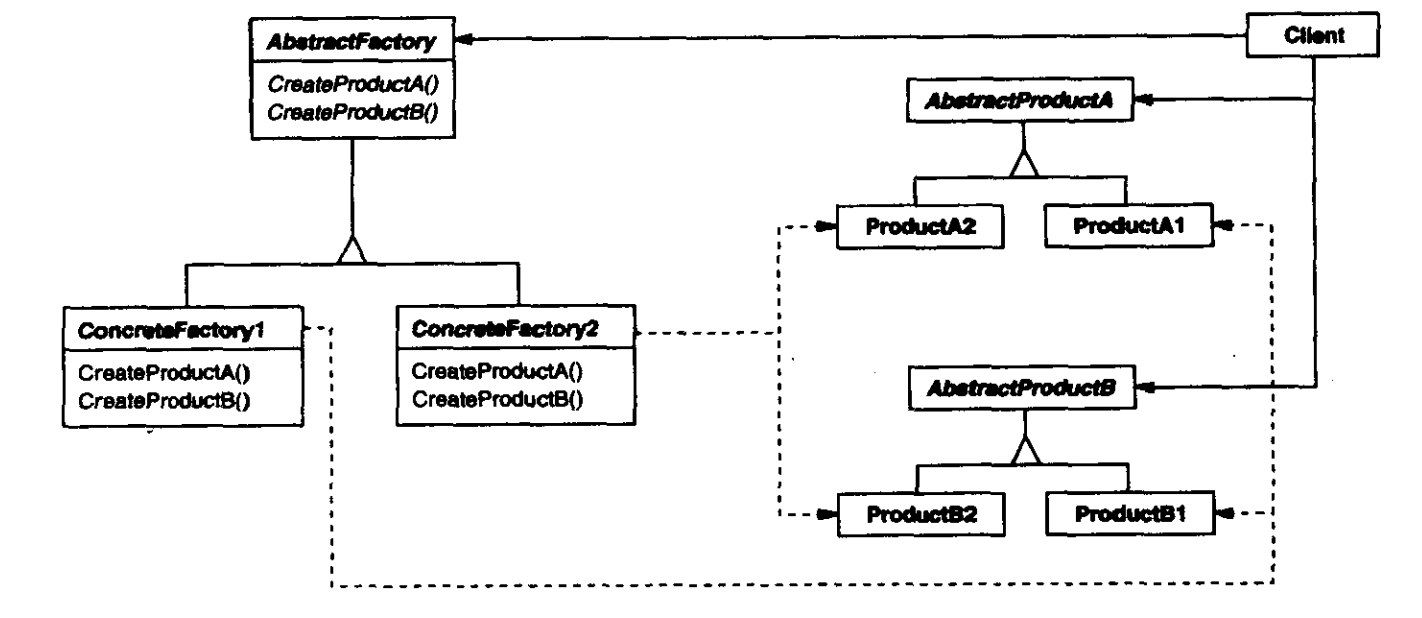 AbstractFactory
CreateProductA()
CreateProductB()
Client
AbstractProductA
ProductA2
ProductA1
ConcreteFactory1
CreateProductA()
CreateProductB()
ConcreteFactory2
CreateProductA()
CreateProductB()
AbstractProductB
ProductB2
ProductB1